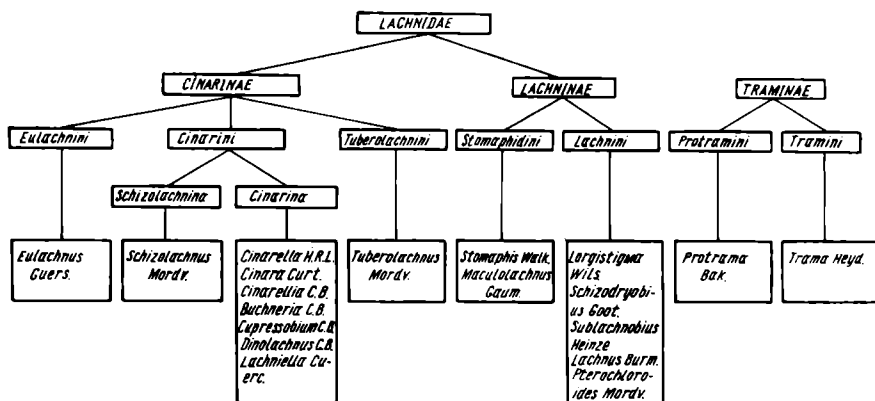 LACHNIDAE
CINARINAE
LACHNINAE
TRAMINAE
Eulachnini
Cinarini
Tuberolachnini
Stomaphidini
Lachnini
Protramini
Tramini
Schizolachnina
Cinarina
Eulachnus
Guers.
Schizolachnus
Mordv.
Cinarella H.R.L.
Cinara Curt.
Cinarellia C.B.
Buchneria C.B.
Cupressobium C.B.
Dinolachnus C.B.
Lachniella Cu-
erc.
Tuberolachnus
Mordv.
Stomaphis Walk.
Maculolachnus
Gaum.
Lorgistigma
Wils.
Schizodryobi-
us Goot.
Sublachnobius
Heinze
Lachnus Burm.
Pterochloro-
ides Mordv.
Protrama
Bak.
Trama Heyd.